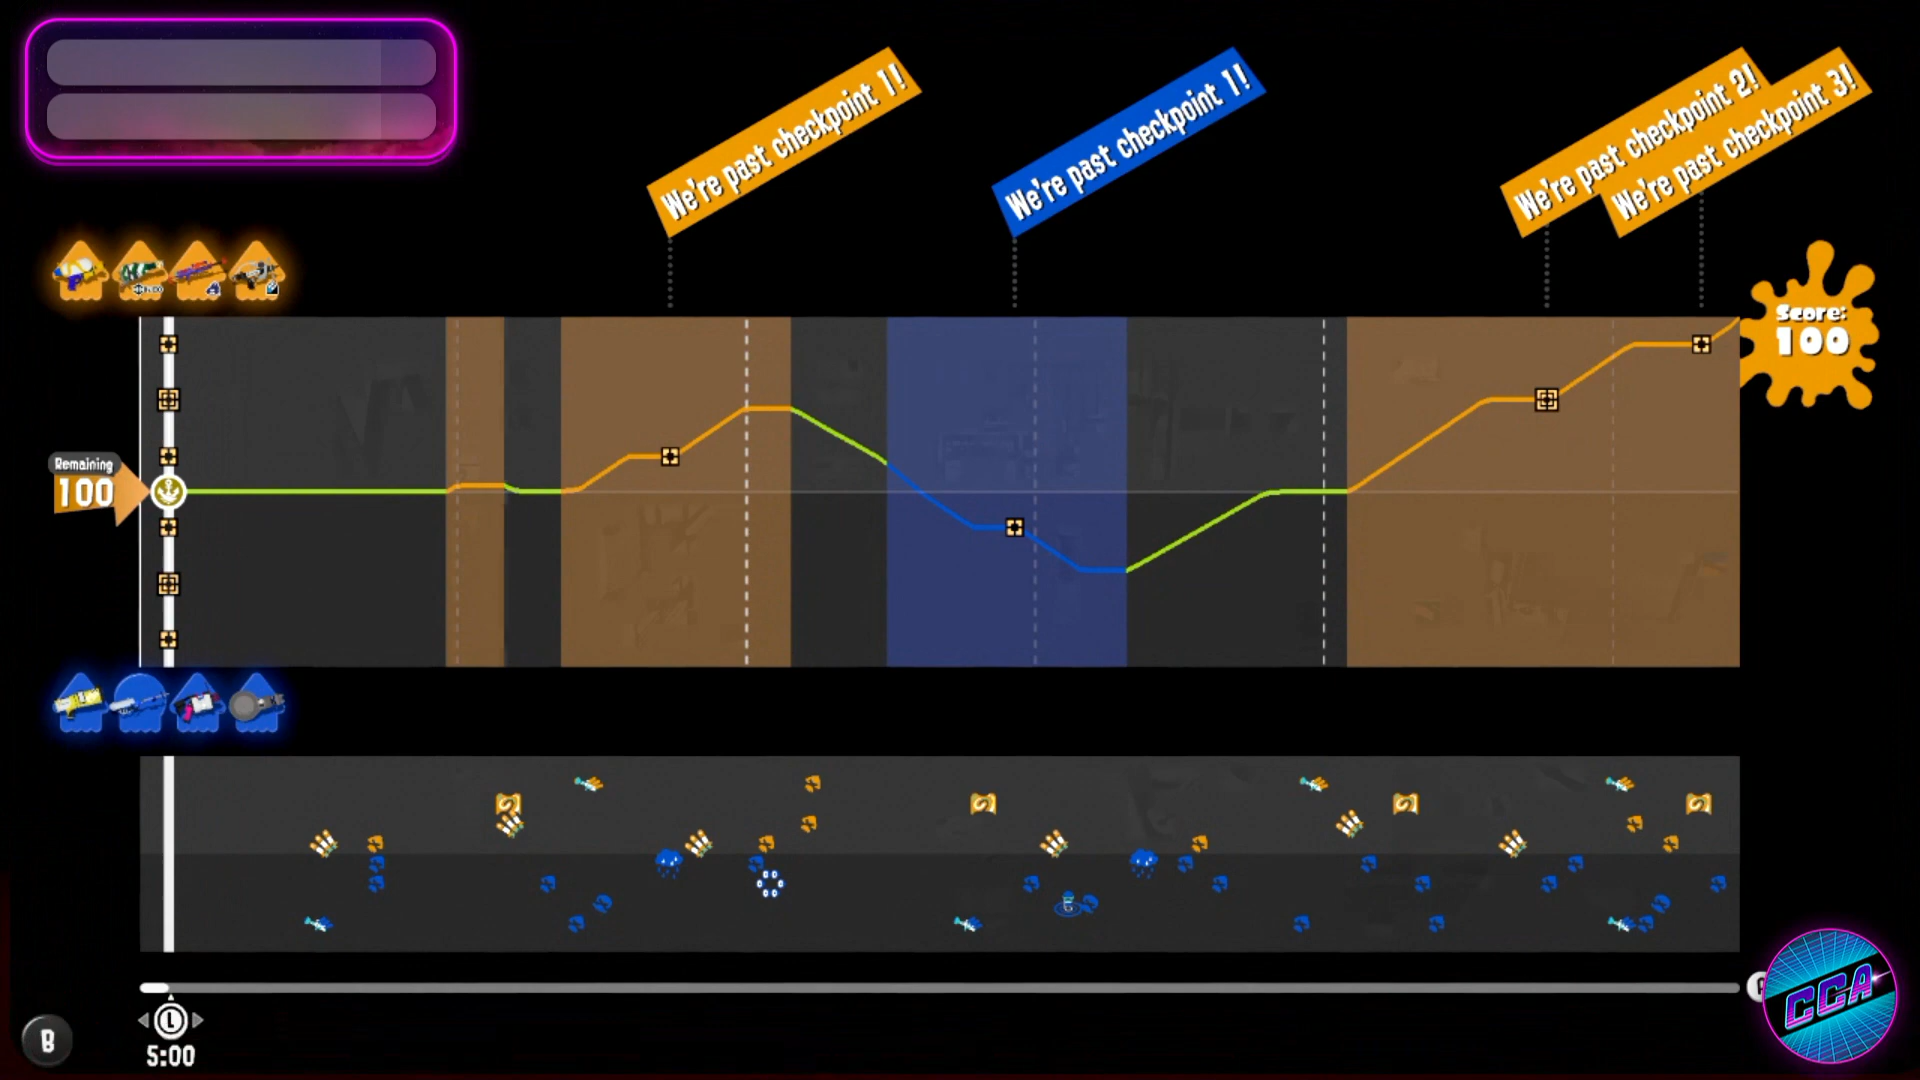 We're past checkpoint 1!
We're past checkpoint 1!
We're past checkpoint 2!
We're past checkpoint 3!
Score:
100
Remaining
100
L
5:00
B
CCA